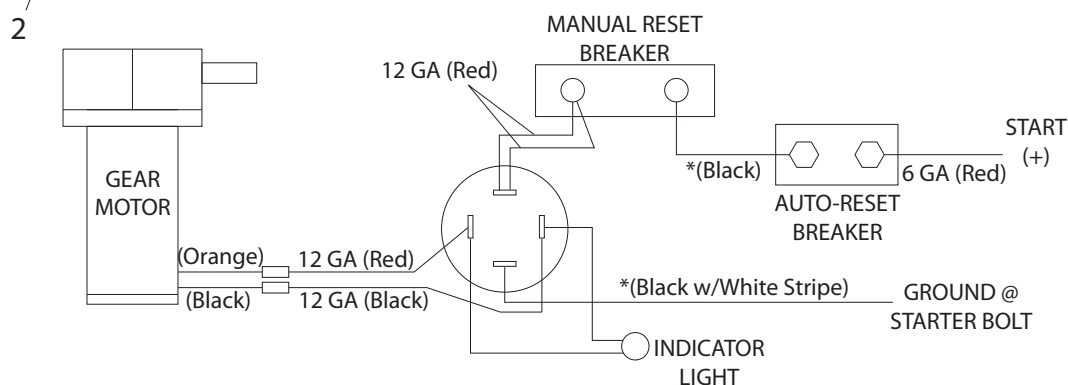 2
MANUAL RESET
BREAKER
12 GA (Red)
START
(+)
*(Black)
6 GA (Red)
GEAR
MOTOR
AUTO-RESET
BREAKER
(Orange)
12 GA (Red)
(Black)
12 GA (Black)
*(Black w/White Stripe)
GROUND @
STARTER BOLT
INDICATOR
LIGHT